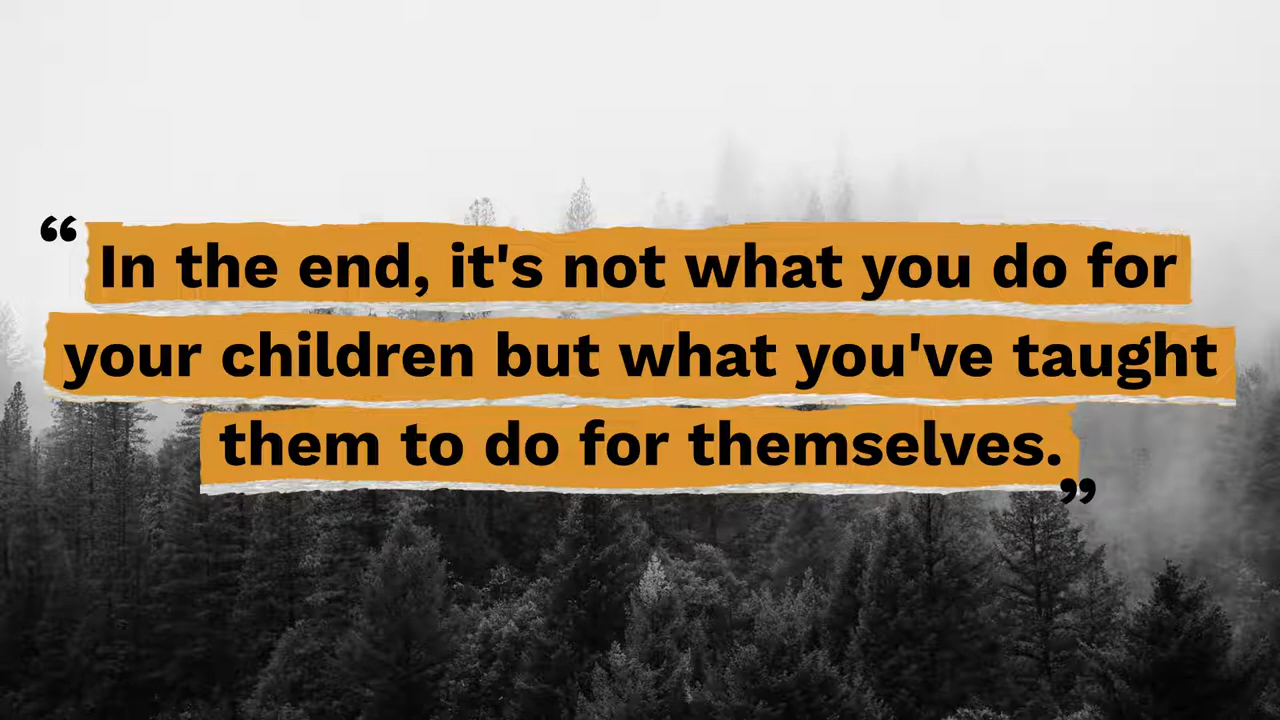 “ In the end, it's not what you do for
your children but what you've taught
them to do for themselves. ”